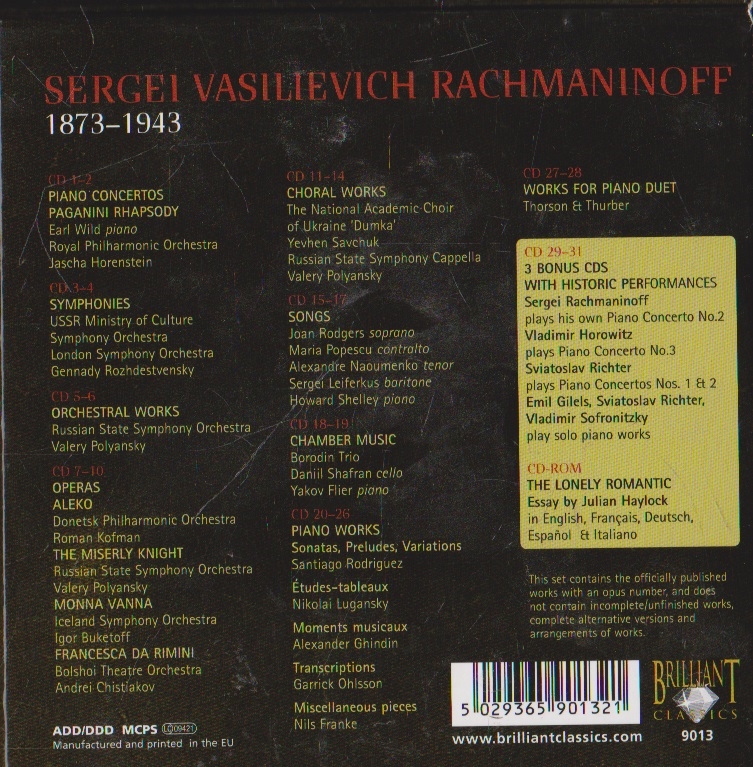 SERGEI VASILIEVICH RACHMANINOFF
1873–1943
CD 1–2
PIANO CONCERTOS
PAGANINI RHAPSODY
Earl Wild piano
Royal Philharmonic Orchestra
Jascha Horenstein
CD 3–4
SYMPHONIES
USSR Ministry of Culture
Symphony Orchestra
London Symphony Orchestra
Gennady Rozhdestvensky
CD 5–6
ORCHESTRAL WORKS
Russian State Symphony Orchestra
Valery Polyansky
CD 7–10
OPERAS
ALEKO
Donetsk Philharmonic Orchestra
Roman Kofman
THE MISERLY KNIGHT
Russian State Symphony Orchestra
Valery Polyansky
MONNA VANNA
Iceland Symphony Orchestra
Igor Buketoff
FRANCESCA DA RIMINI
Bolshoi Theatre Orchestra
Andrei Chistiakov
ADD/DDD MCPS LC09421
Manufactured and printed in the EU
CD 11–14
CHORAL WORKS
The National Academic Choir
of Ukraine 'Dumka'
Yevhen Savchuk
Russian State Symphony Cappella
Valery Polyansky
CD 15–17
SONGS
Joan Rodgers soprano
Maria Popescu contralto
Alexandre Naoumenko tenor
Sergei Leiferkus baritone
Howard Shelley piano
CD 18–19
CHAMBER MUSIC
Borodin Trio
Daniil Shafran cello
Yakov Flier piano
CD 20–26
PIANO WORKS
Sonatas, Preludes, Variations
Santiago Rodriguez
Études-tableaux
Nikolai Lugansky
Moments musicaux
Alexander Ghindin
Transcriptions
Garrick Ohlsson
Miscellaneous pieces
Nils Franke
CD 27–28
WORKS FOR PIANO DUET
Thorson & Thurber
CD 29–31
3 BONUS CDS
WITH HISTORIC PERFORMANCES
Sergei Rachmaninoff
plays his own Piano Concerto No.2
Vladimir Horowitz
plays Piano Concerto No.3
Sviatoslav Richter
plays Piano Concertos Nos. 1 & 2
Emil Gilels, Sviatoslav Richter,
Vladimir Sofronitzky
play solo piano works
CD-ROM
THE LONELY ROMANTIC
Essay by Julian Haylock
in English, Français, Deutsch,
Español & Italiano
This set contains the officially published
works with an opus number, and does
not contain incomplete/unfinished works,
complete alternative versions and
arrangements of works.
5 029365 901321
www.brilliantclassics.com
BRILLIANT
CLASSICS
9013